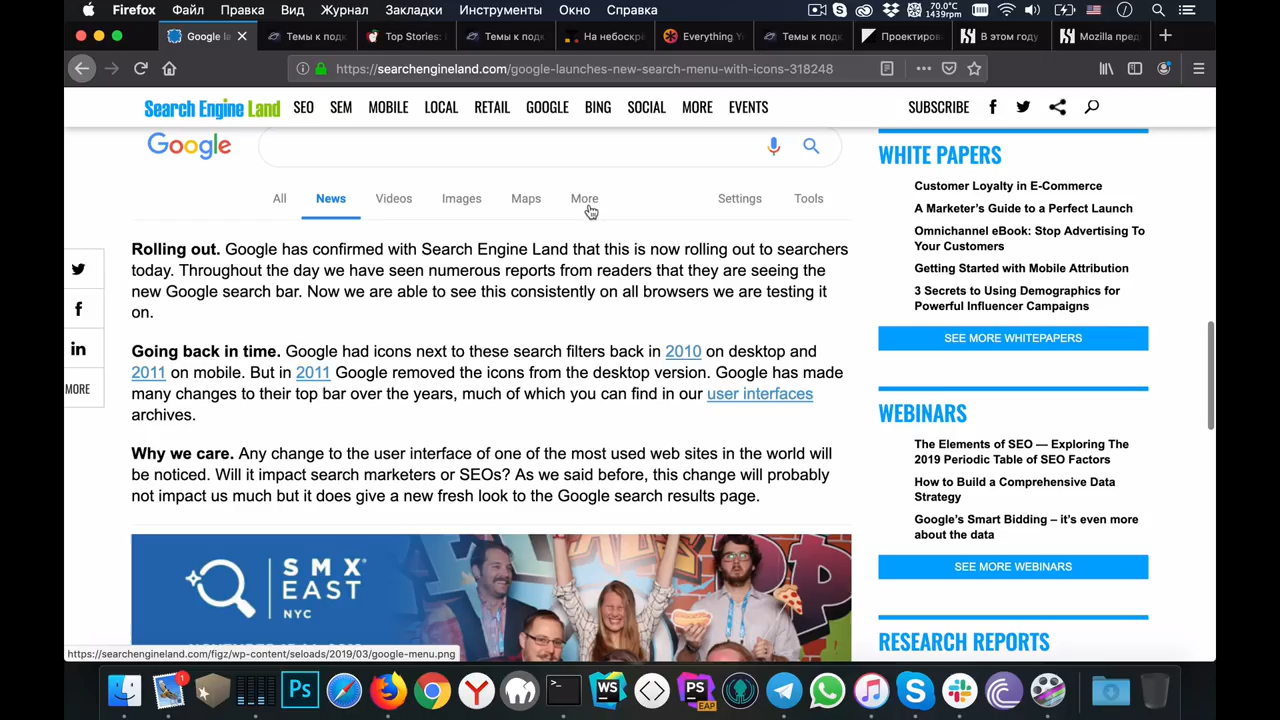 Firefox Файл Правка Вид Журнал Закладки Инструменты Окно Справка 70.0°C 1439rpm
Google la Темы к подк Top Stories: Темы к подк На небоскр Everything Yo Темы к подк Проектиров В этом году Mozilla пред
https://searchengineland.com/google-launches-new-search-menu-with-icons-318248
Search Engine Land SEO SEM MOBILE LOCAL RETAIL GOOGLE BING SOCIAL MORE EVENTS SUBSCRIBE
Google
All News Videos Images Maps More Settings Tools
Rolling out. Google has confirmed with Search Engine Land that this is now rolling out to searchers
today. Throughout the day we have seen numerous reports from readers that they are seeing the
new Google search bar. Now we are able to see this consistently on all browsers we are testing it
on.
Going back in time. Google had icons next to these search filters back in 2010 on desktop and
2011 on mobile. But in 2011 Google removed the icons from the desktop version. Google has made
many changes to their top bar over the years, much of which you can find in our user interfaces
archives.
Why we care. Any change to the user interface of one of the most used web sites in the world will
be noticed. Will it impact search marketers or SEOs? As we said before, this change will probably
not impact us much but it does give a new fresh look to the Google search results page.
MORE
SMX
EAST
NYC
WHITE PAPERS
Customer Loyalty in E-Commerce
A Marketer's Guide to a Perfect Launch
Omnichannel eBook: Stop Advertising To
Your Customers
Getting Started with Mobile Attribution
3 Secrets to Using Demographics for
Powerful Influencer Campaigns
SEE MORE WHITEPAPERS
WEBINARS
The Elements of SEO — Exploring The
2019 Periodic Table of SEO Factors
How to Build a Comprehensive Data
Strategy
Google's Smart Bidding – it's even more
about the data
SEE MORE WEBINARS
RESEARCH REPORTS
https://searchengineland.com/figz/wp-content/seloads/2019/03/google-menu.png
1
Ps
WS
PS
EAP